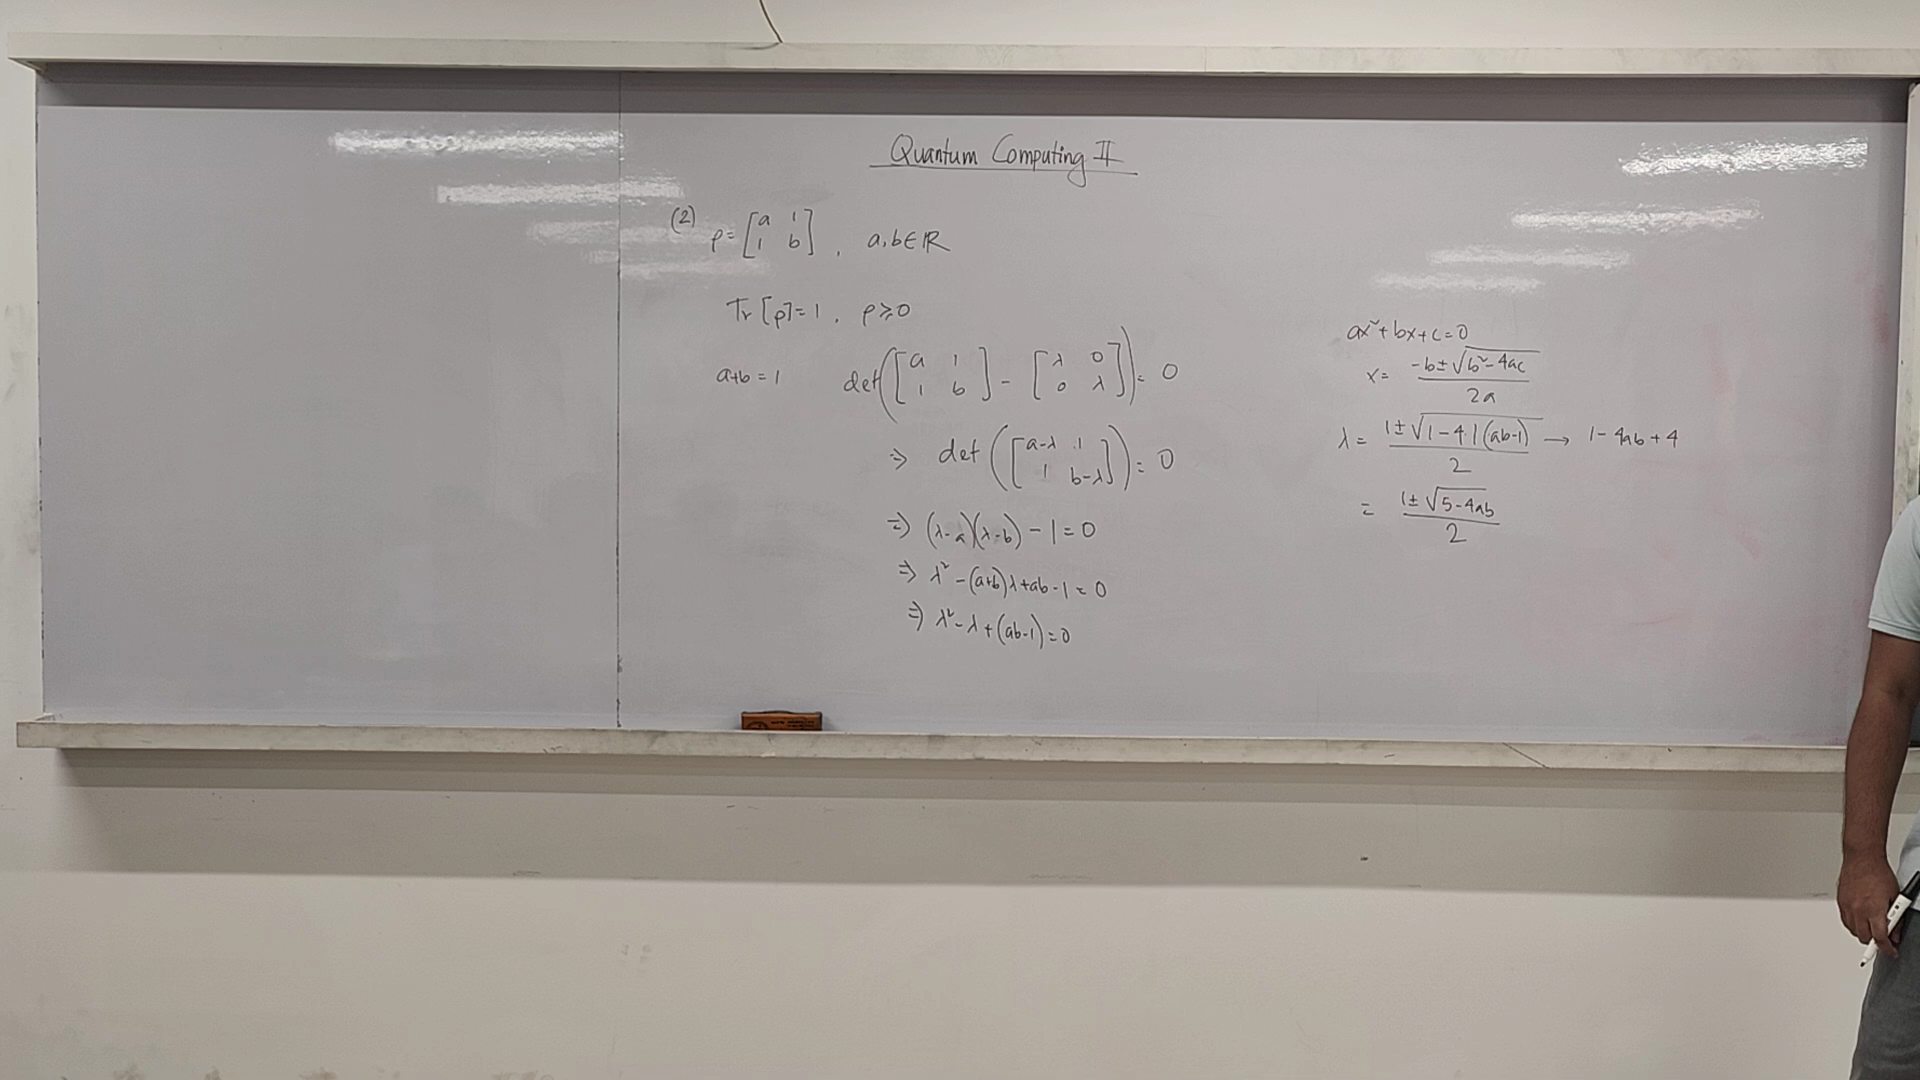 Quantum Computing II
(2) ρ = [a 1
1 b] , a,b ∈ ℝ
Tr[ρ] = 1 , ρ ≥ 0
a+b = 1
det([a 1
1 b] - [λ 0
0 λ]) = 0
⇒ det([a-λ 1
1 b-λ]) = 0
⇒ (λ-a)(λ-b) - 1 = 0
⇒ λ² - (a+b)λ + ab - 1 = 0
⇒ λ² - λ + (ab-1) = 0
ax² + bx + c = 0
x = (-b ± √(b² - 4ac)) / 2a
λ = (1 ± √(1 - 4.1(ab-1))) / 2 → 1 - 4ab + 4
= (1 ± √(5 - 4ab)) / 2